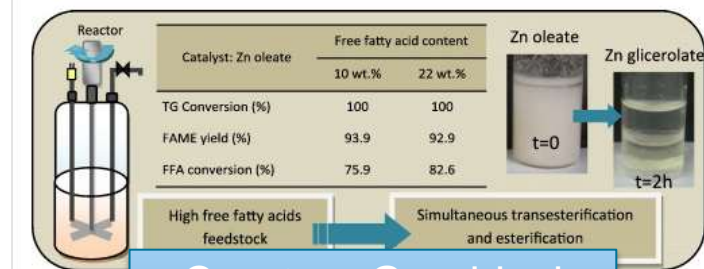 Reactor
Catalyst: Zn oleate
Free fatty acid content
10 wt.% 22 wt.%
TG Conversion (%) 100 100
FAME yield (%) 93.9 92.9
FFA conversion (%) 75.9 82.6
Zn oleate
t=0
Zn glicerolate
t=2h
High free fatty acids
feedstock
Simultaneous transesterification
and esterification